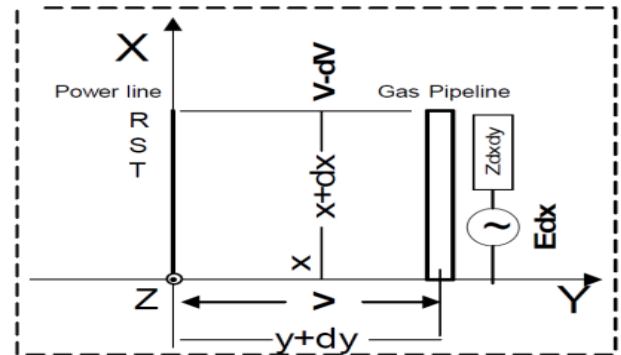 X
Power line
R
S
T
V-dV
Gas Pipeline
x+dx
x
Zdxdy
~
Edx
Z
V
Y
y+dy